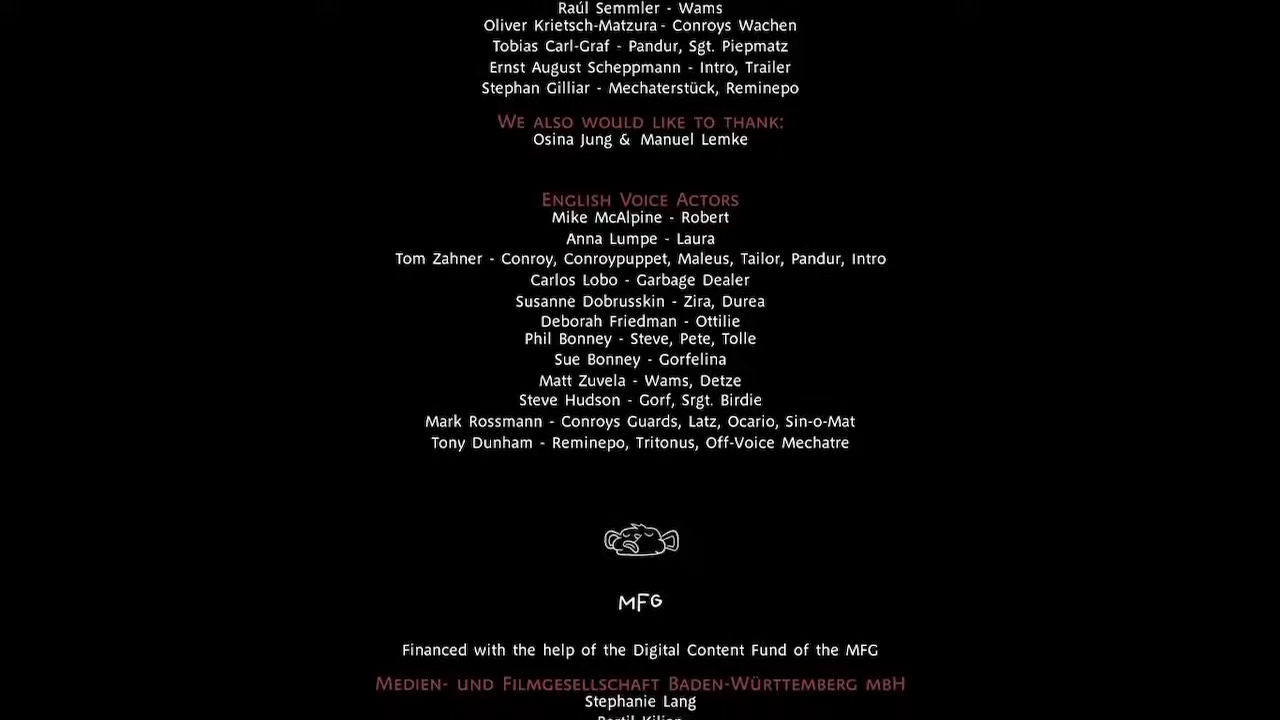 Raúl Semmler - Wams
Oliver Krietsch-Matzura - Conroys Wachen
Tobias Carl-Graf - Pandur, Sgt. Piepmatz
Ernst August Scheppmann - Intro, Trailer
Stephan Gilliar - Mechaterstück, Reminepo
We also would like to thank:
Osina Jung & Manuel Lemke
English Voice Actors
Mike McAlpine - Robert
Anna Lumpe - Laura
Tom Zahner - Conroy, Conroypuppet, Maleus, Tailor, Pandur, Intro
Carlos Lobo - Garbage Dealer
Susanne Dobrusskin - Zira, Durea
Deborah Friedman - Ottilie
Phil Bonney - Steve, Pete, Tolle
Sue Bonney - Gorfelina
Matt Zuvela - Wams, Detze
Steve Hudson - Gorf, Srgt. Birdie
Mark Rossmann - Conroys Guards, Latz, Ocario, Sin-o-Mat
Tony Dunham - Reminepo, Tritonus, Off-Voice Mechatre
MFG
Financed with the help of the Digital Content Fund of the MFG
Medien- und Filmgesellschaft Baden-Württemberg mbH
Stephanie Lang